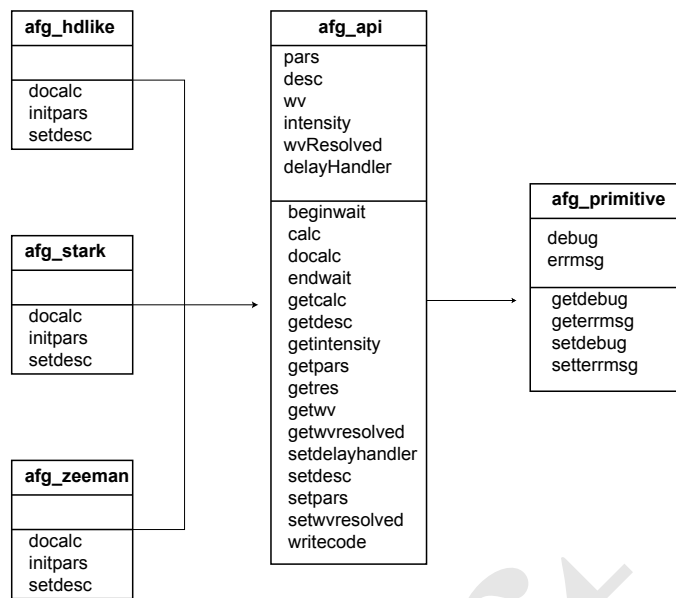 afg_hdlike
docalc
initpars
setdesc
afg_stark
docalc
initpars
setdesc
afg_zeeman
docalc
initpars
setdesc
afg_api
pars
desc
wv
intensity
wvResolved
delayHandler
beginwait
calc
docalc
endwait
getcalc
getdesc
getintensity
getpars
getres
getwv
getwvresolved
setdelayhandler
setdesc
setpars
setwvresolved
writecode
afg_primitive
debug
errmsg
getdebug
geterrmsg
setdebug
setterrmsg